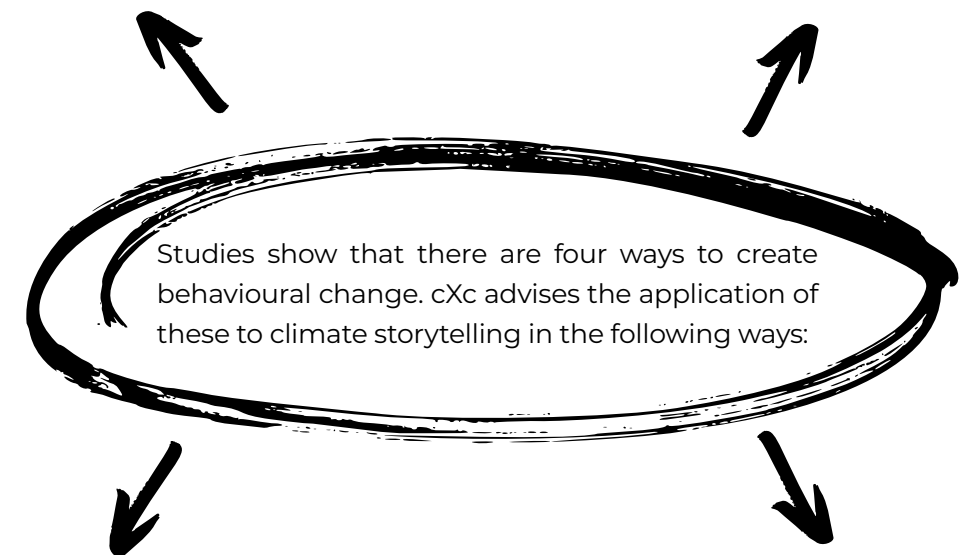 Studies show that there are four ways to create
behavioural change. cXc advises the application of
these to climate storytelling in the following ways: